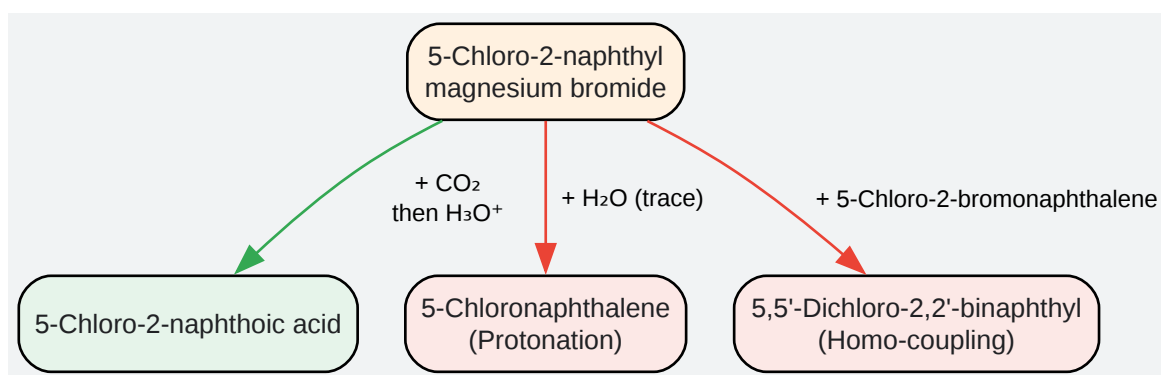 5-Chloro-2-naphthyl
magnesium bromide
+ CO₂
then H₃O⁺
+ H₂O (trace)
+ 5-Chloro-2-bromonaphthalene
5-Chloro-2-naphthoic acid
5-Chloronaphthalene
(Protonation)
5,5'-Dichloro-2,2'-binaphthyl
(Homo-coupling)